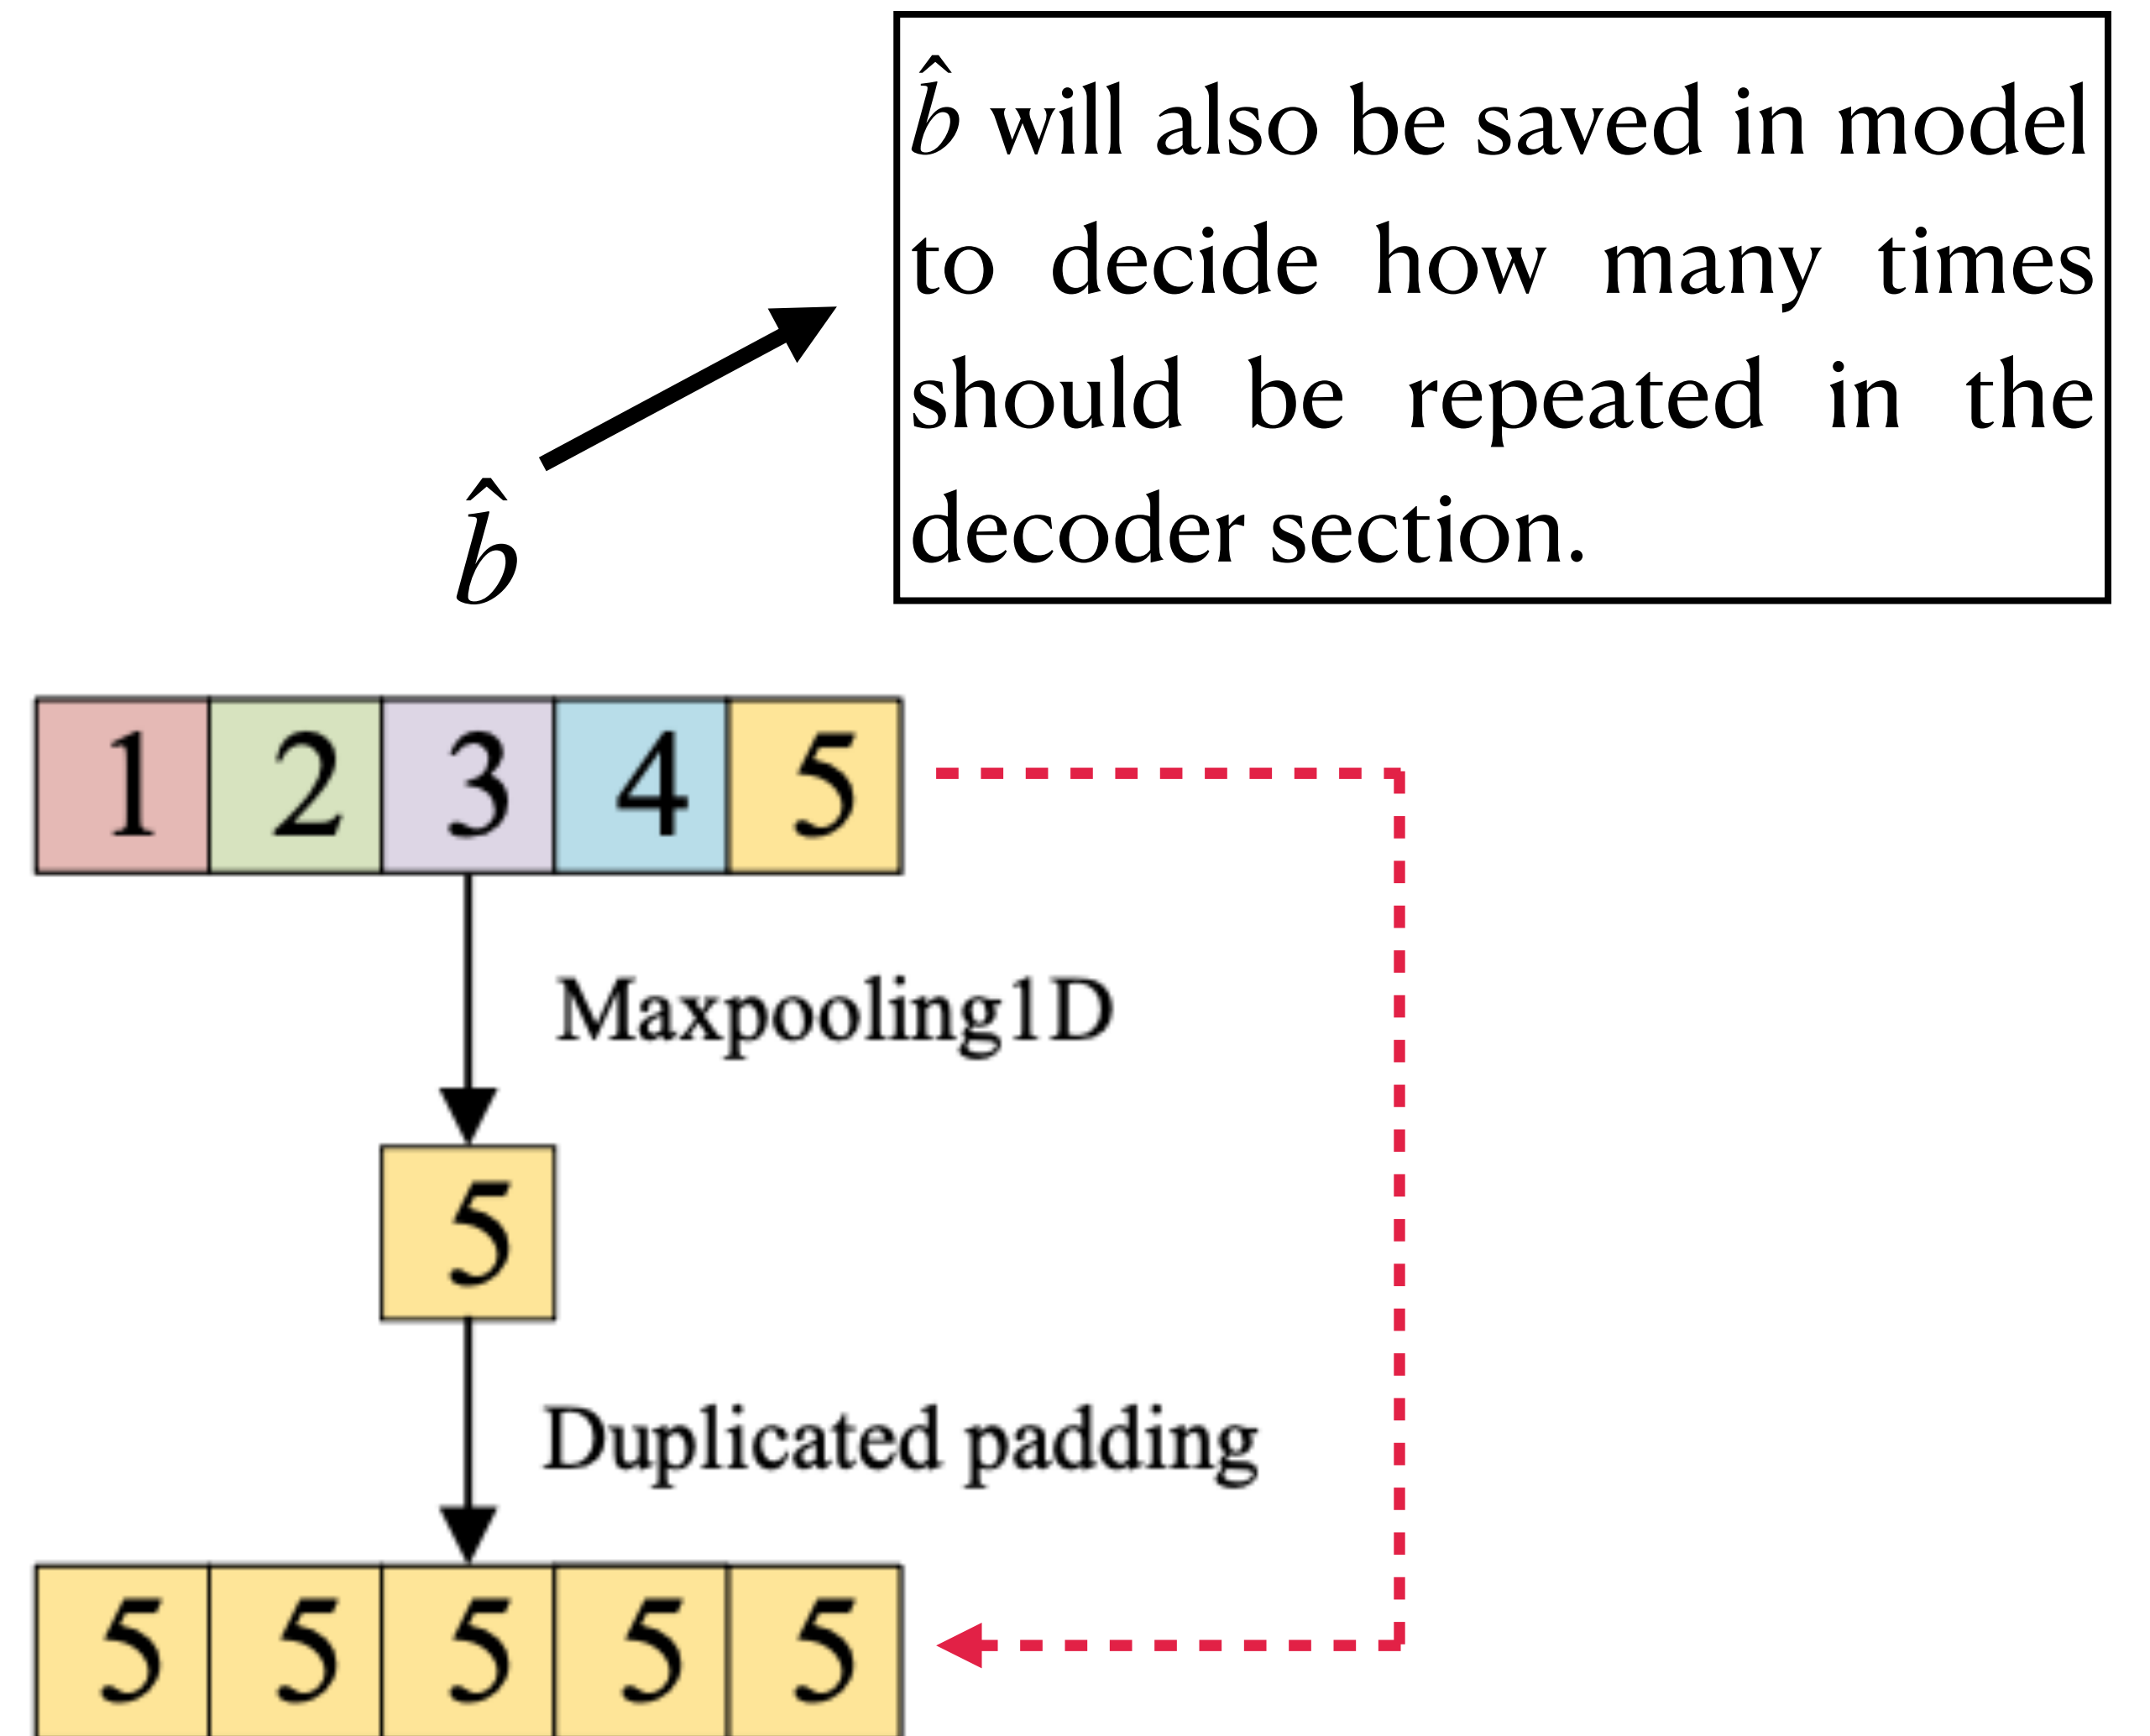 b̂ will also be saved in model
to decide how many times
should be repeated in the
decoder section.
b̂
1 2 3 4 5
Maxpooling1D
5
Duplicated padding
5 5 5 5 5